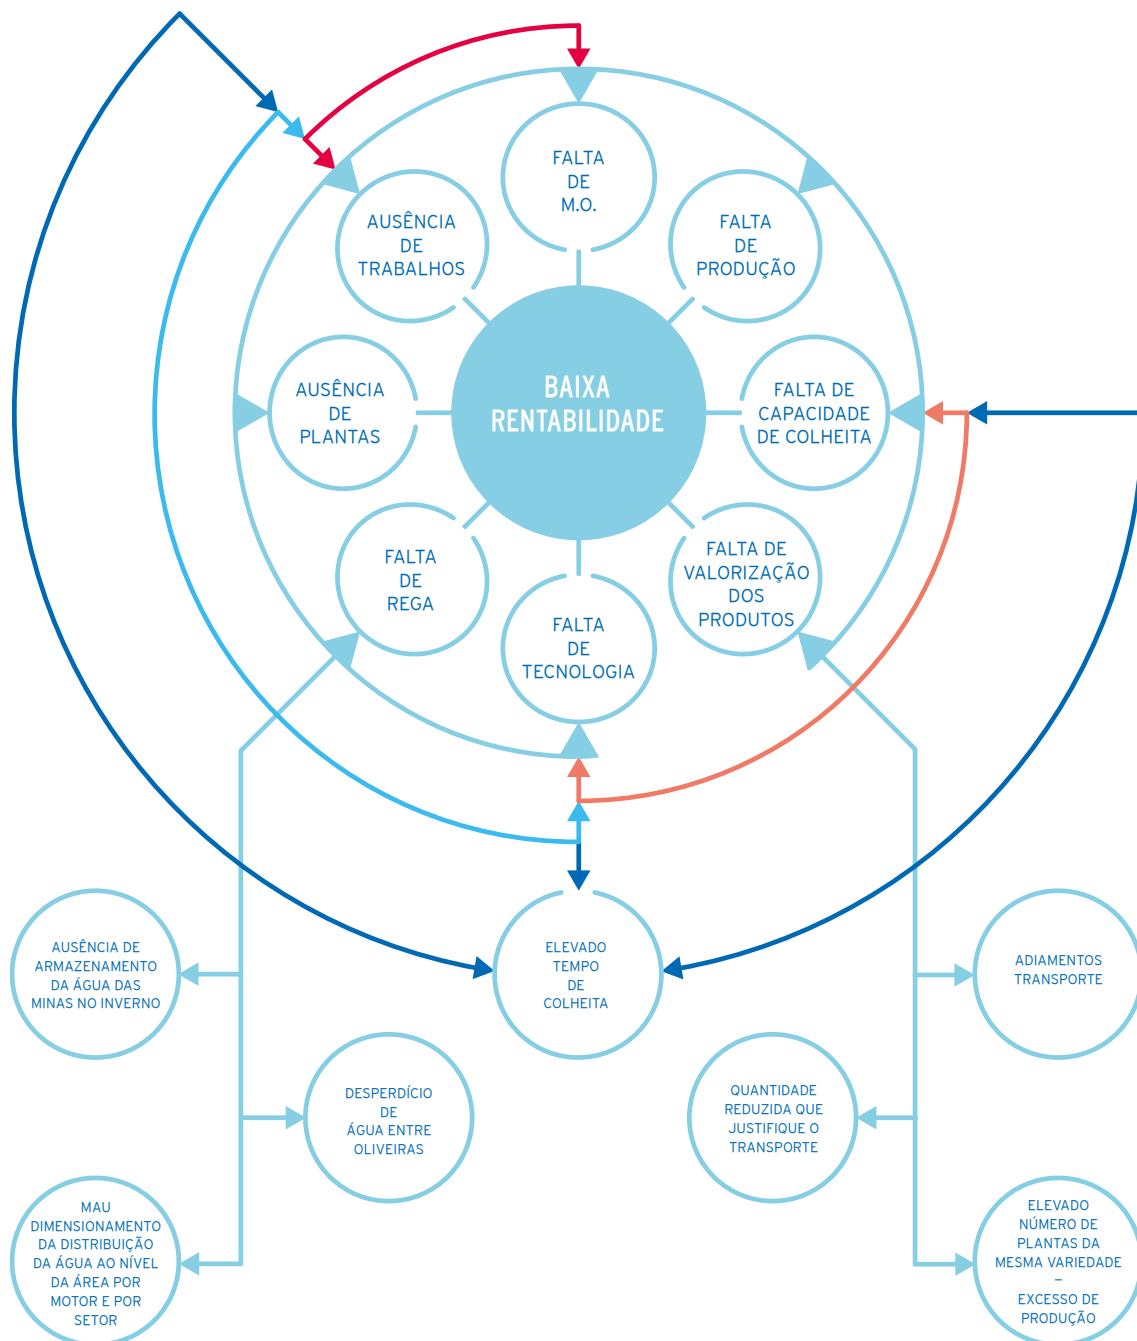 FALTA
DE
M.O.
AUSÊNCIA
DE
TRABALHOS
FALTA
DE
PRODUÇÃO
AUSÊNCIA
DE
PLANTAS
BAIXA
RENTABILIDADE
FALTA DE
CAPACIDADE
DE COLHEITA
FALTA
DE
REGA
FALTA
DE
TECNOLOGIA
FALTA DE
VALORIZAÇÃO
DOS
PRODUTOS
AUSÊNCIA DE
ARMAZENAMENTO
DA ÁGUA DAS
MINAS NO INVERNO
ELEVADO
TEMPO
DE
COLHEITA
ADIAMENTOS
TRANSPORTE
DESPERDÍCIO
DE
ÁGUA ENTRE
OLIVEIRAS
QUANTIDADE
REDUZIDA QUE
JUSTIFIQUE O
TRANSPORTE
MAU
DIMENSIONAMENTO
DA DISTRIBUIÇÃO
DA ÁGUA AO NÍVEL
DA ÁREA POR
MOTOR E POR
SETOR
ELEVADO
NÚMERO DE
PLANTAS DA
MESMA VARIEDADE
–
EXCESSO DE
PRODUÇÃO